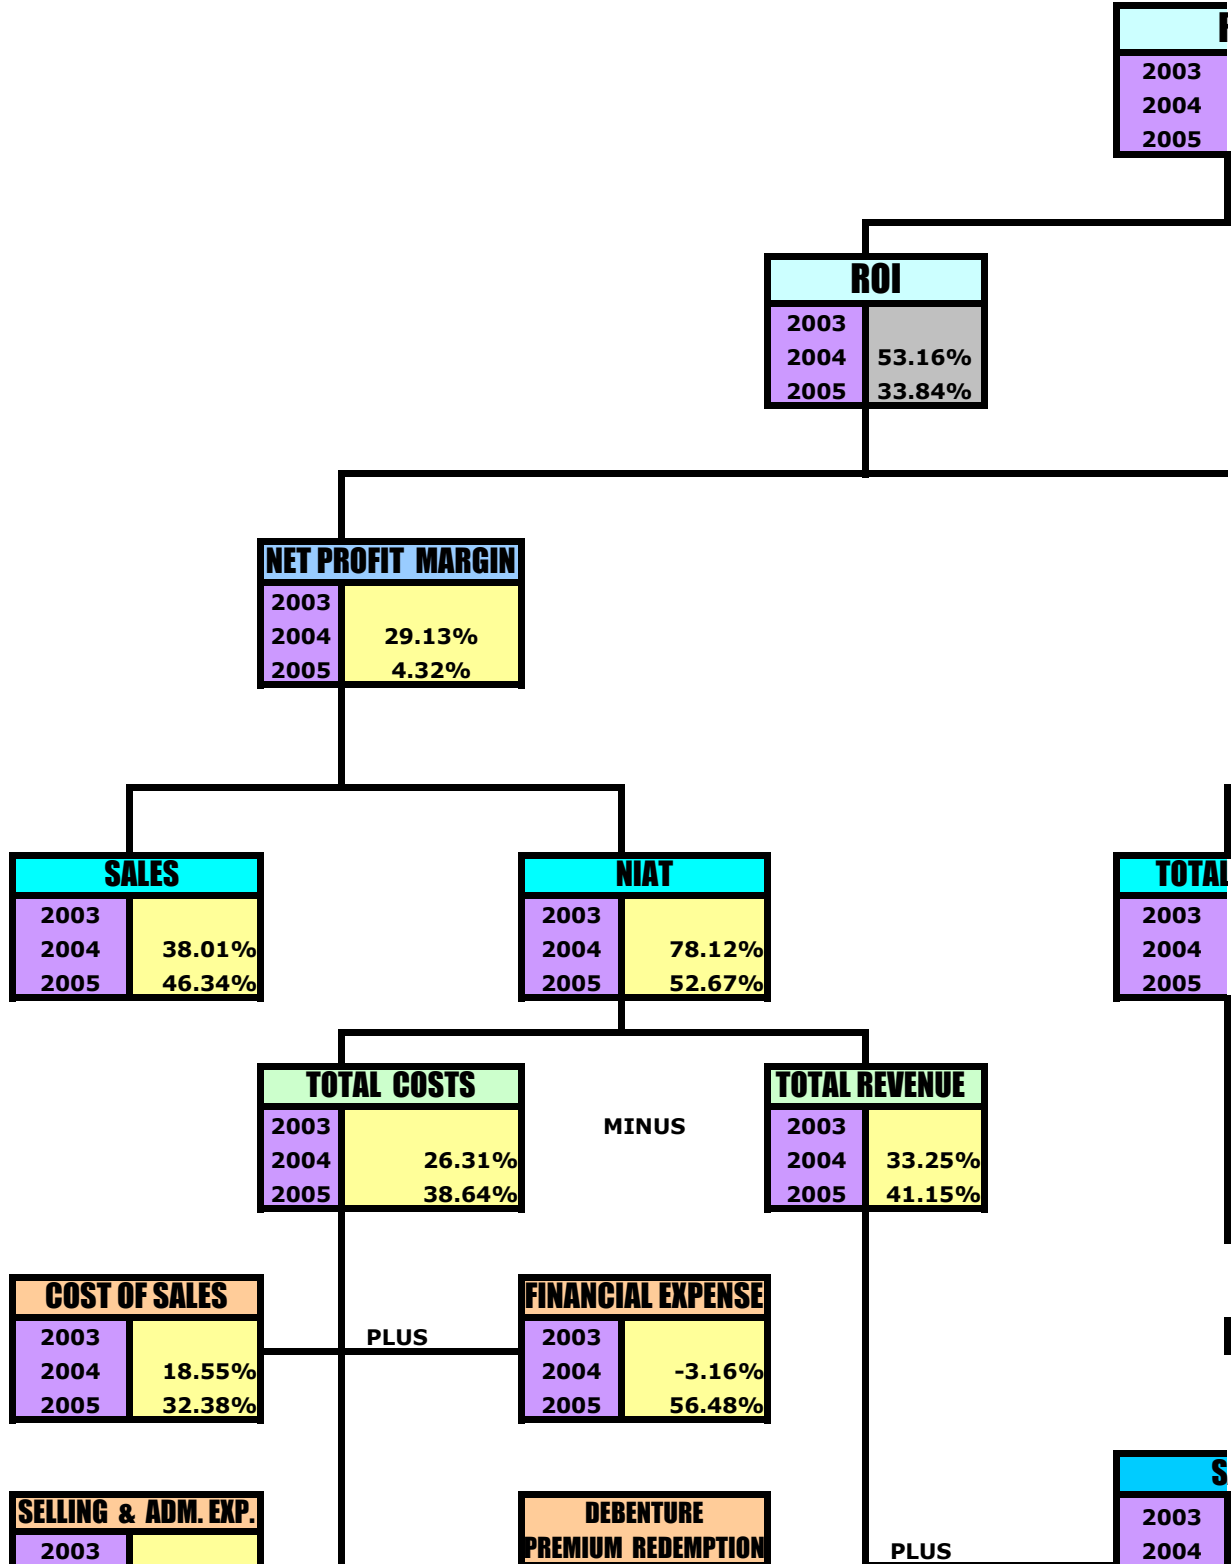 2003
2004
2005
ROI
2003
2004 53.16%
2005 33.84%
NET PROFIT MARGIN
2003
2004 29.13%
2005 4.32%
SALES
2003
2004 38.01%
2005 46.34%
NIAT
2003
2004 78.12%
2005 52.67%
TOTAL
2003
2004
2005
TOTAL COSTS
2003
2004 26.31%
2005 38.64%
MINUS
TOTAL REVENUE
2003
2004 33.25%
2005 41.15%
COST OF SALES
2003
2004 18.55%
2005 32.38%
PLUS
FINANCIAL EXPENSE
2003
2004 -3.16%
2005 56.48%
SELLING & ADM. EXP.
2003
DEBENTURE
PREMIUM REDEMPTION
PLUS
S
2003
2004